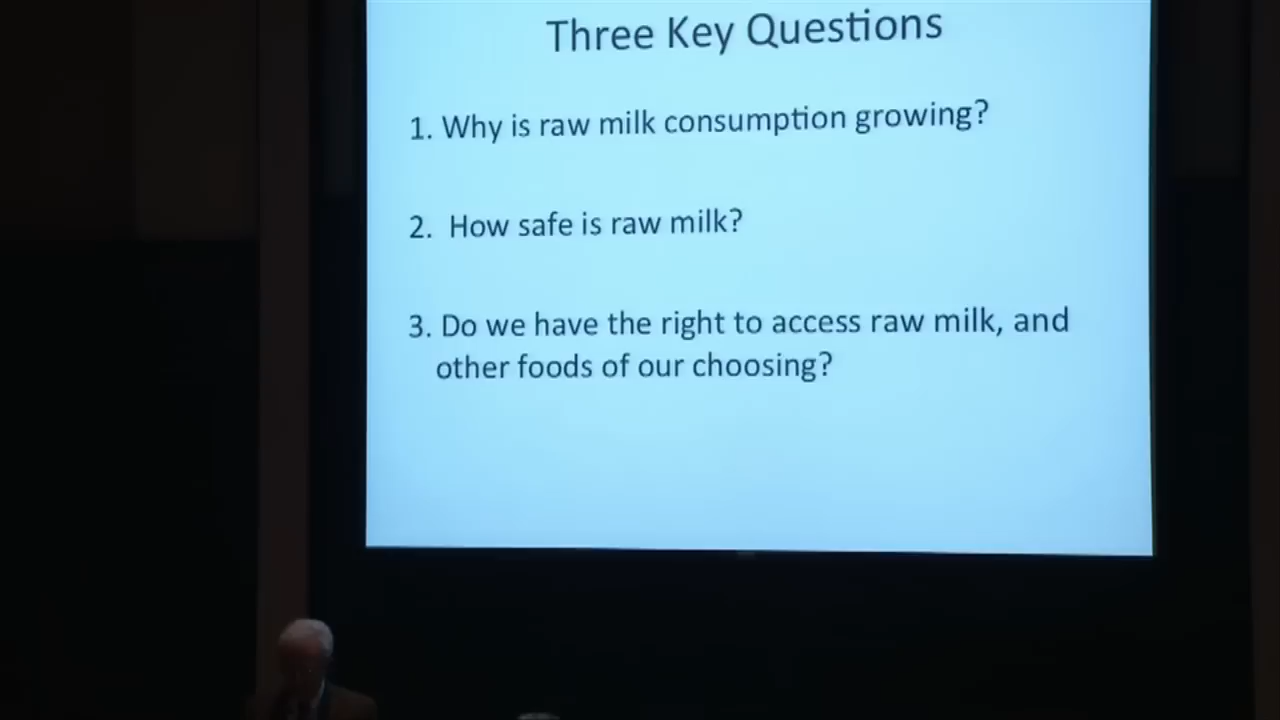 Three Key Questions
1. Why is raw milk consumption growing?
2. How safe is raw milk?
3. Do we have the right to access raw milk, and
other foods of our choosing?